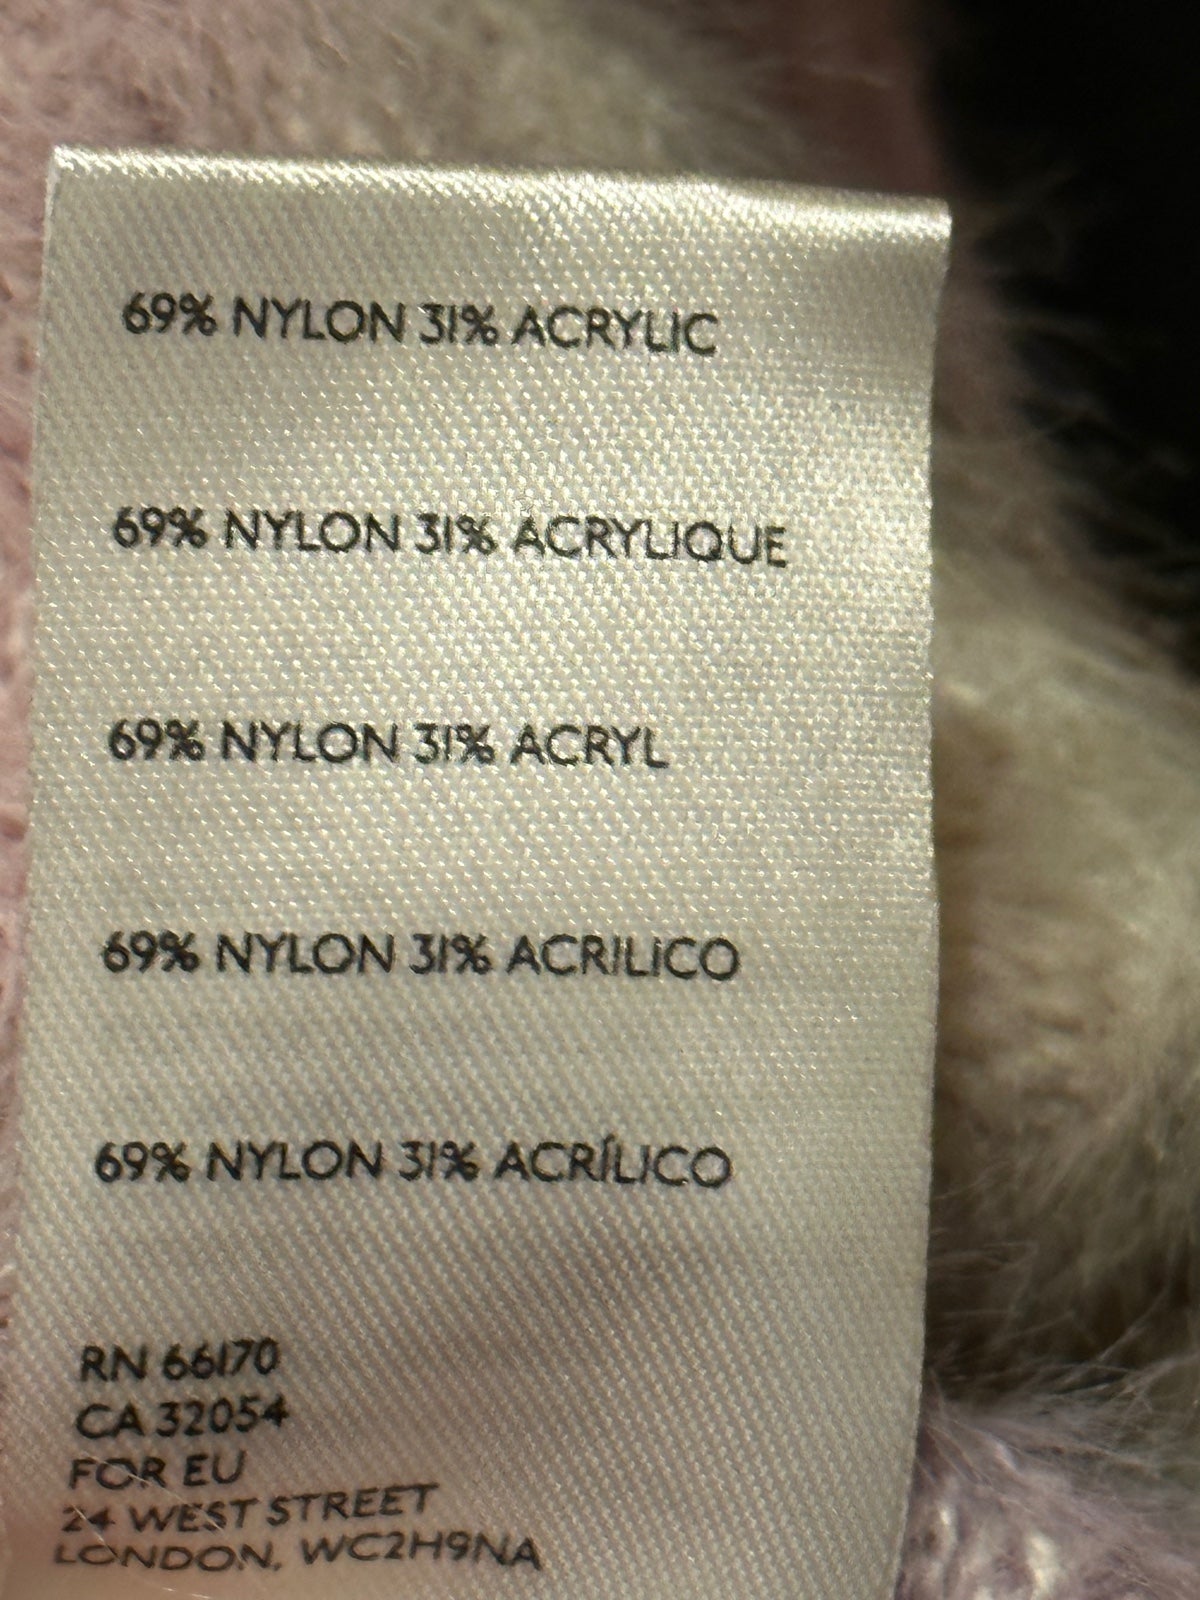 69% NYLON 31% ACRYLIC
69% NYLON 31% ACRYLIQUE
69% NYLON 31% ACRYL
69% NYLON 31% ACRILICO
69% NYLON 31% ACRÍLICO
RN 66170
CA 32054
FOR EU
24 WEST STREET
LONDON, WC2H9NA